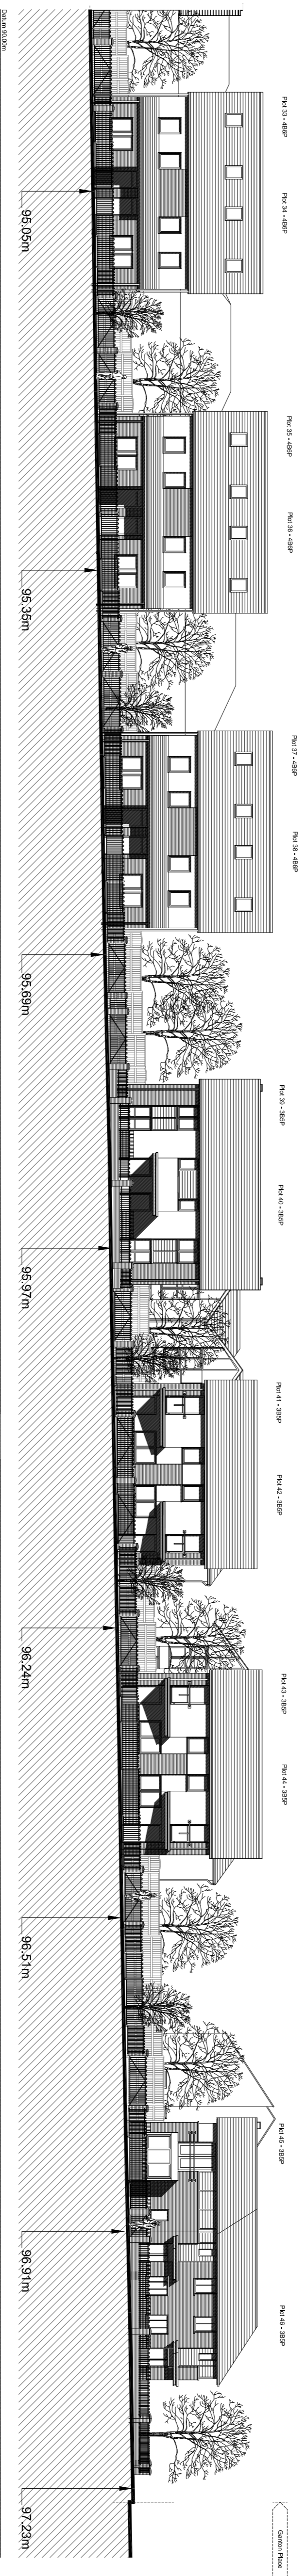 Plot 33 - 4B6P
Plot 34 - 4B6P
Plot 35 - 4B6P
Plot 36 - 4B6P
Plot 37 - 4B6P
Plot 38 - 4B6P
Plot 39 - 3B5P
Plot 40 - 3B5P
Plot 41 - 3B5P
Plot 42 - 3B5P
Plot 43 - 3B5P
Plot 44 - 3B5P
Plot 45 - 3B5P
Plot 46 - 3B5P
Ganton Place
95.05m
95.35m
95.69m
95.97m
96.24m
96.51m
96.91m
97.23m
Datum 90.00m